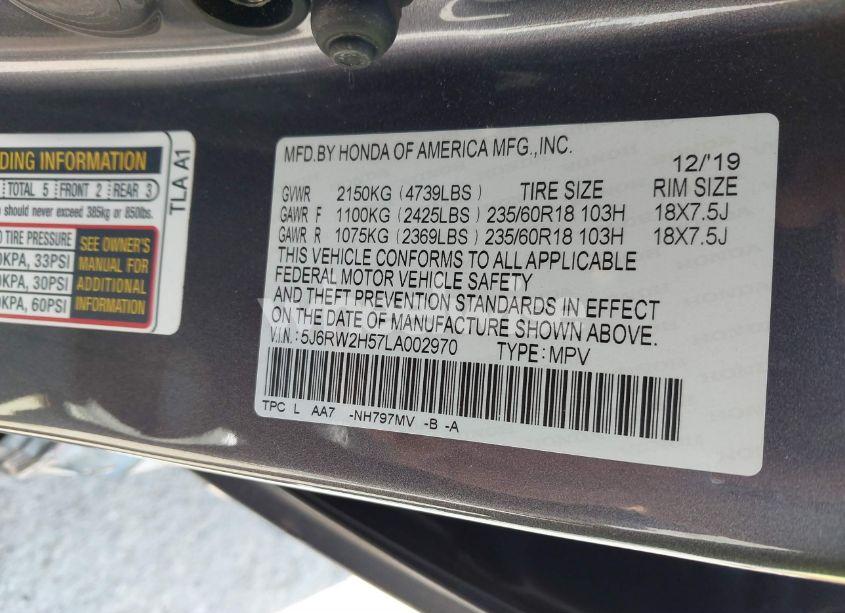 DING INFORMATION
TOTAL 5 FRONT 2 REAR 3
should never exceed 385kg or 850lbs.
TIRE PRESSURE
KPA, 33PSI
KPA, 30PSI
KPA, 60PSI
SEE OWNER'S
MANUAL FOR
ADDITIONAL
INFORMATION
TLA A1
MFD.BY HONDA OF AMERICA MFG.,INC.
12/'19
GVWR 2150KG (4739LBS) TIRE SIZE RIM SIZE
GAWR F 1100KG (2425LBS) 235/60R18 103H 18X7.5J
GAWR R 1075KG (2369LBS) 235/60R18 103H 18X7.5J
THIS VEHICLE CONFORMS TO ALL APPLICABLE
FEDERAL MOTOR VEHICLE SAFETY
AND THEFT PREVENTION STANDARDS IN EFFECT
ON THE DATE OF MANUFACTURE SHOWN ABOVE.
V.I.N.: 5J6RW2H57LA002970 TYPE: MPV
TPC L AA7 -NH797MV -B -A